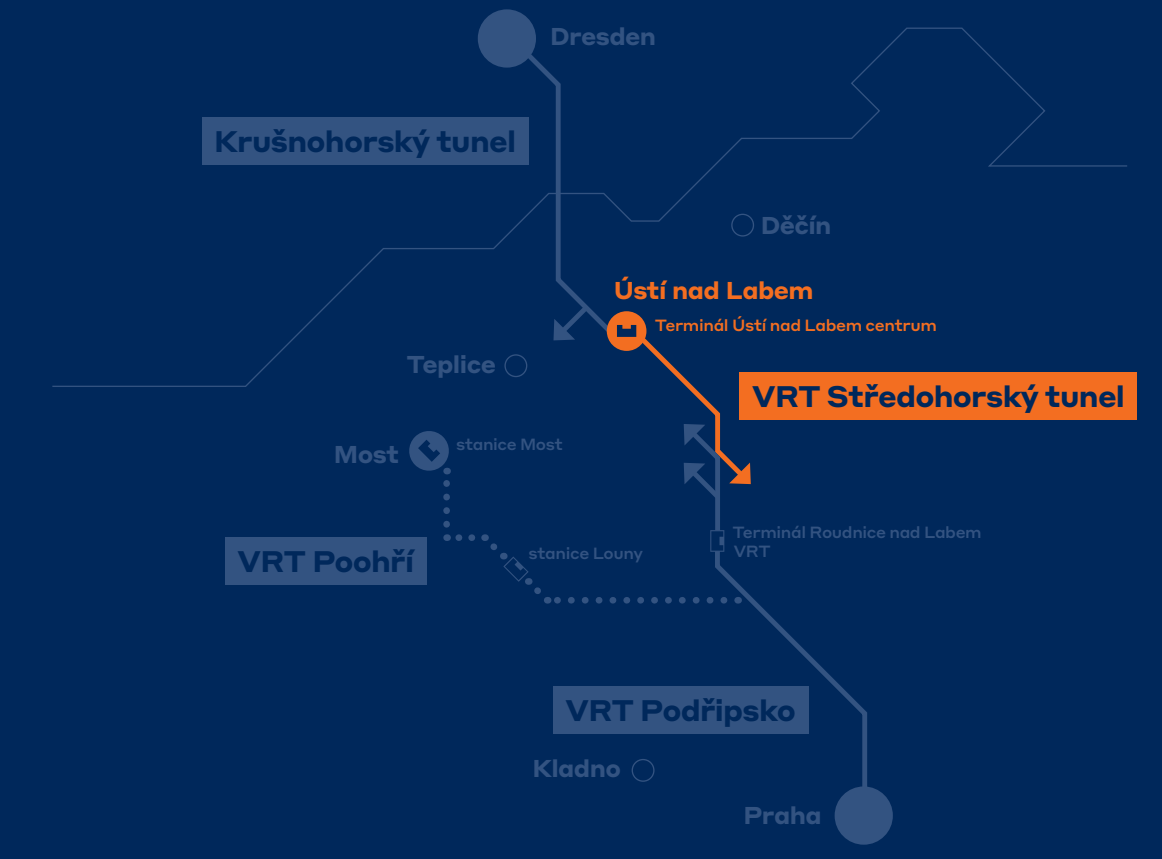 Dresden
Krušnohorský tunel
Děčín
Ústí nad Labem
Terminál Ústí nad Labem centrum
Teplice
VRT Středohorský tunel
Most
stanice Most
Terminál Roudnice nad Labem
VRT
VRT Poohří
stanice Louny
VRT Podřipsko
Kladno
Praha